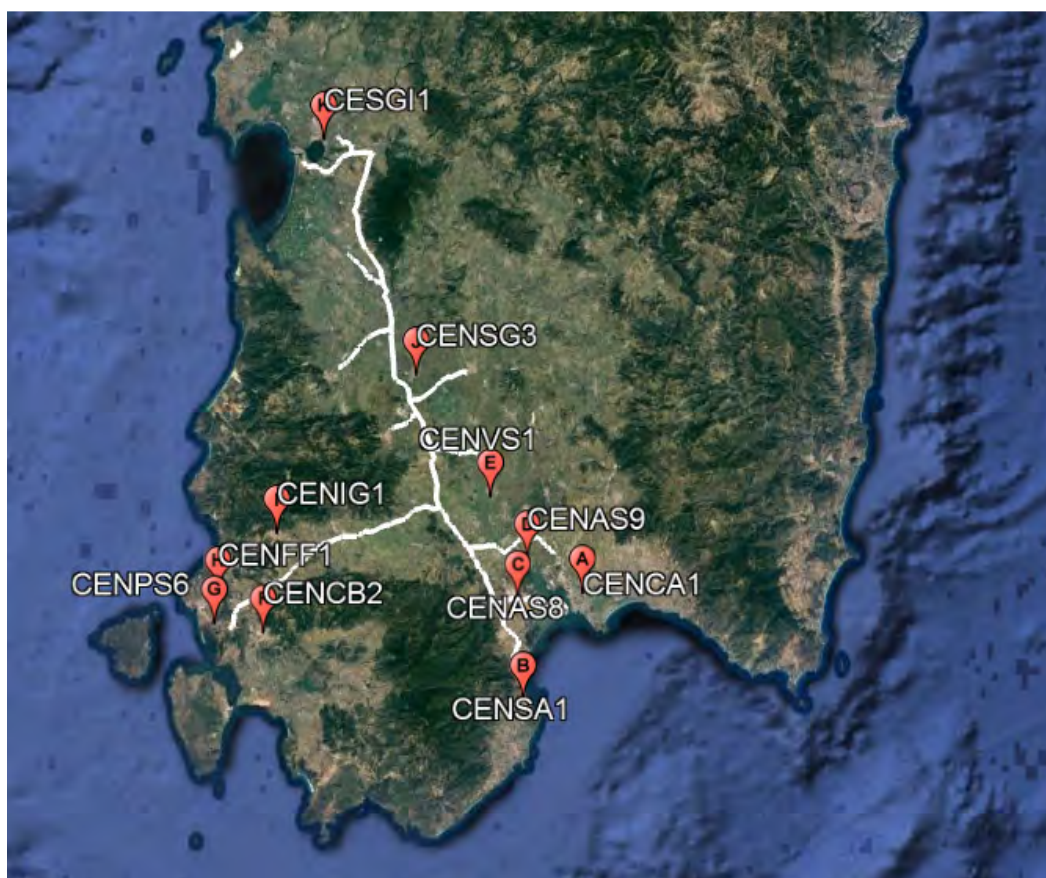 CESGI1
J
CENSG3
CENVS1
E
CENIG1
D
CENAS9
H
CENFF1
C
A
CENPS6
G
CENCB2
CENAS8
CENCA1
B
CENSA1